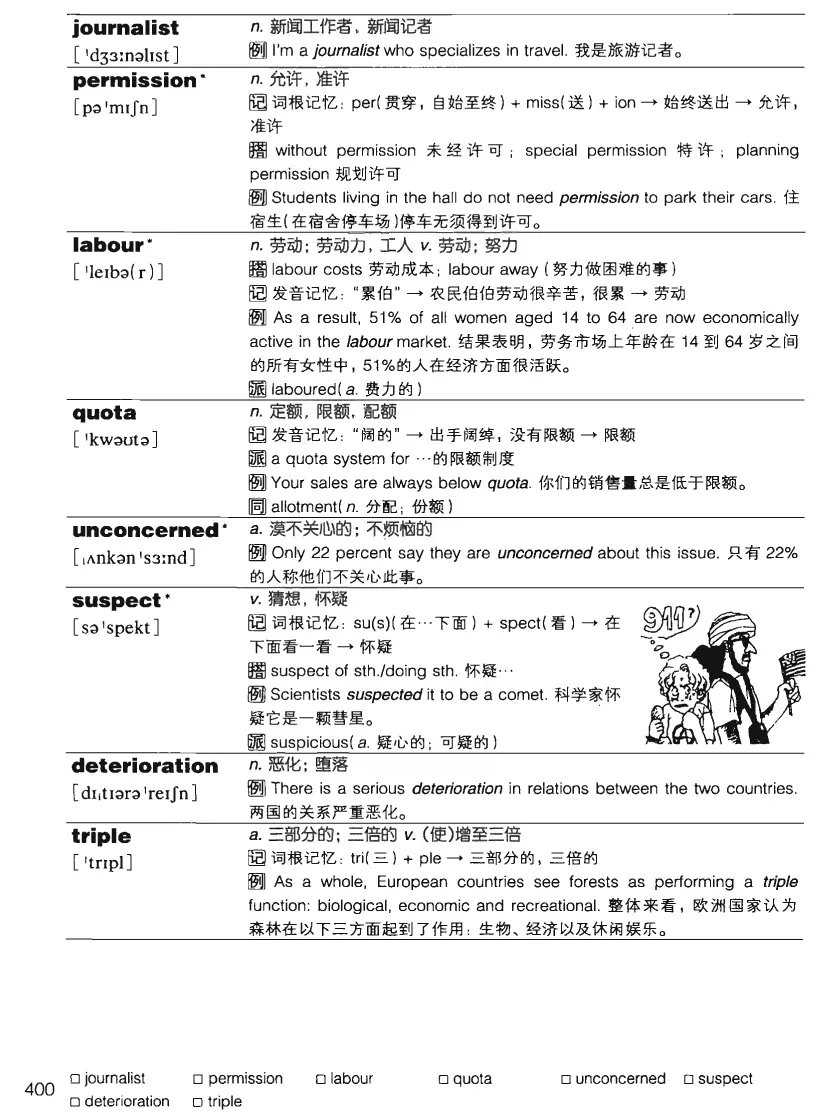 journalist n. 新闻工作者, 新闻记者
[ˈdʒɜːnəlɪst] 例 I'm a journalist who specializes in travel. 我是旅游记者。
permission* n. 允许, 准许
[pəˈmɪʃn] 记 词根记忆: per(贯穿, 自始至终) + miss(送) + ion → 始终送出 → 允许,
准许
搭 without permission 未经许可; special permission 特许; planning
permission 规划许可
例 Students living in the hall do not need permission to park their cars. 住
宿生(在宿舍停车场)停车无须得到许可。
labour* n. 劳动; 劳动力, 工人 v. 劳动; 努力
[ˈleɪbə(r)] 搭 labour costs 劳动成本; labour away (努力做困难的事)
记 发音记忆: “累伯” → 农民伯伯劳动很辛苦, 很累 → 劳动
例 As a result, 51% of all women aged 14 to 64 are now economically
active in the labour market. 结果表明, 劳务市场上年龄在 14 到 64 岁之间
的所有女性中, 51%的人在经济方面很活跃。
派 laboured(a. 费力的)
quota n. 定额, 限额, 配额
[ˈkwəʊtə] 记 发音记忆: “阔的” → 出手阔绰, 没有限额 → 限额
派 a quota system for …的限额制度
例 Your sales are always below quota. 你们的销售量总是低于限额。
同 allotment(n. 分配; 份额)
unconcerned* a. 漠不关心的; 不烦恼的
[ˌʌnkənˈsɜːnd] 例 Only 22 percent say they are unconcerned about this issue. 只有 22%
的人称他们不关心此事。
suspect* v. 猜想, 怀疑
[səˈspekt] 记 词根记忆: su(s)(在…下面) + spect(看) → 在
下面看一看 → 怀疑
搭 suspect of sth./doing sth. 怀疑…
例 Scientists suspected it to be a comet. 科学家怀
疑它是一颗彗星。
派 suspicious(a. 疑心的; 可疑的)
911?
deterioration n. 恶化; 堕落
[dɪˌtɪərəˈreɪʃn] 例 There is a serious deterioration in relations between the two countries.
两国的关系严重恶化。
triple a. 三部分的; 三倍的 v. (使)增至三倍
[ˈtrɪpl] 记 词根记忆: tri(三) + ple → 三部分的, 三倍的
例 As a whole, European countries see forests as performing a triple
function: biological, economic and recreational. 整体来看, 欧洲国家认为
森林在以下三方面起到了作用: 生物、经济以及休闲娱乐。
400 □ journalist □ permission □ labour □ quota □ unconcerned □ suspect
□ deterioration □ triple